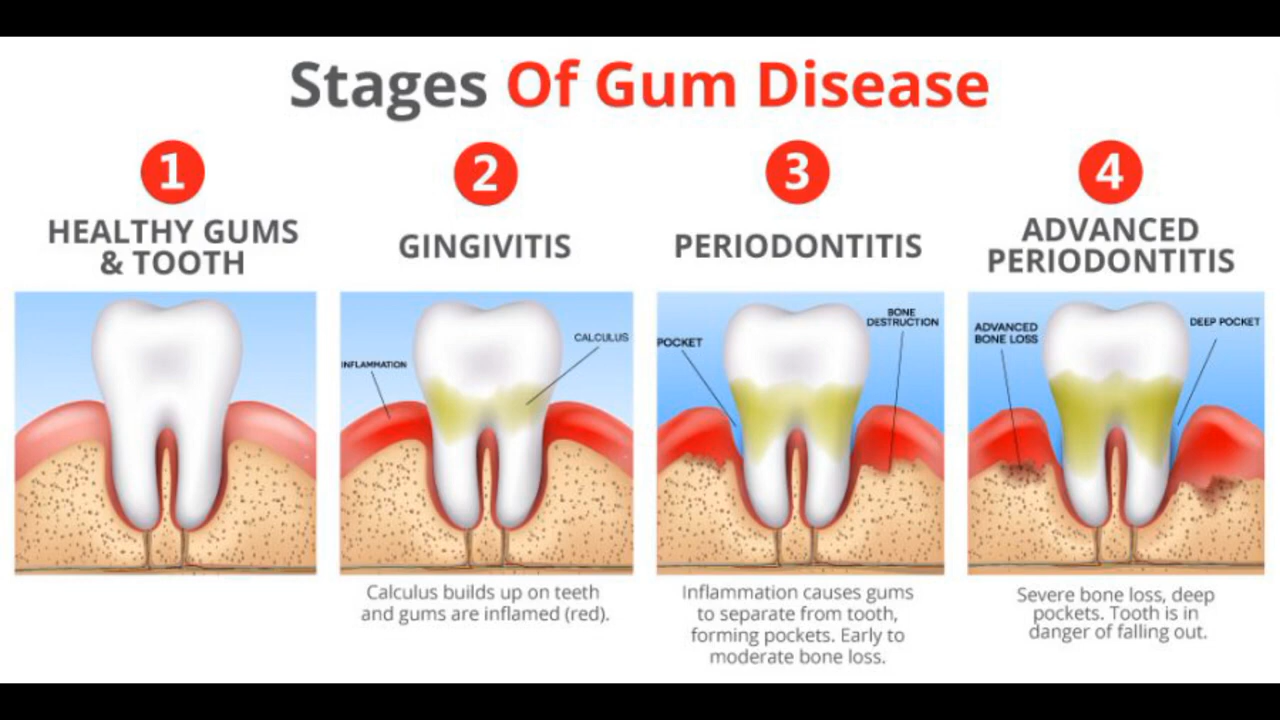 Stages Of Gum Disease
1
HEALTHY GUMS
& TOOTH
2
GINGIVITIS
INFLAMMATION
CALCULUS
Calculus builds up on teeth
and gums are inflamed (red).
3
PERIODONTITIS
POCKET
BONE
DESTRUCTION
Inflammation causes gums
to separate from tooth,
forming pockets. Early to
moderate bone loss.
4
ADVANCED
PERIODONTITIS
ADVANCED
BONE LOSS
DEEP POCKET
Severe bone loss, deep
pockets. Tooth is in
danger of falling out.